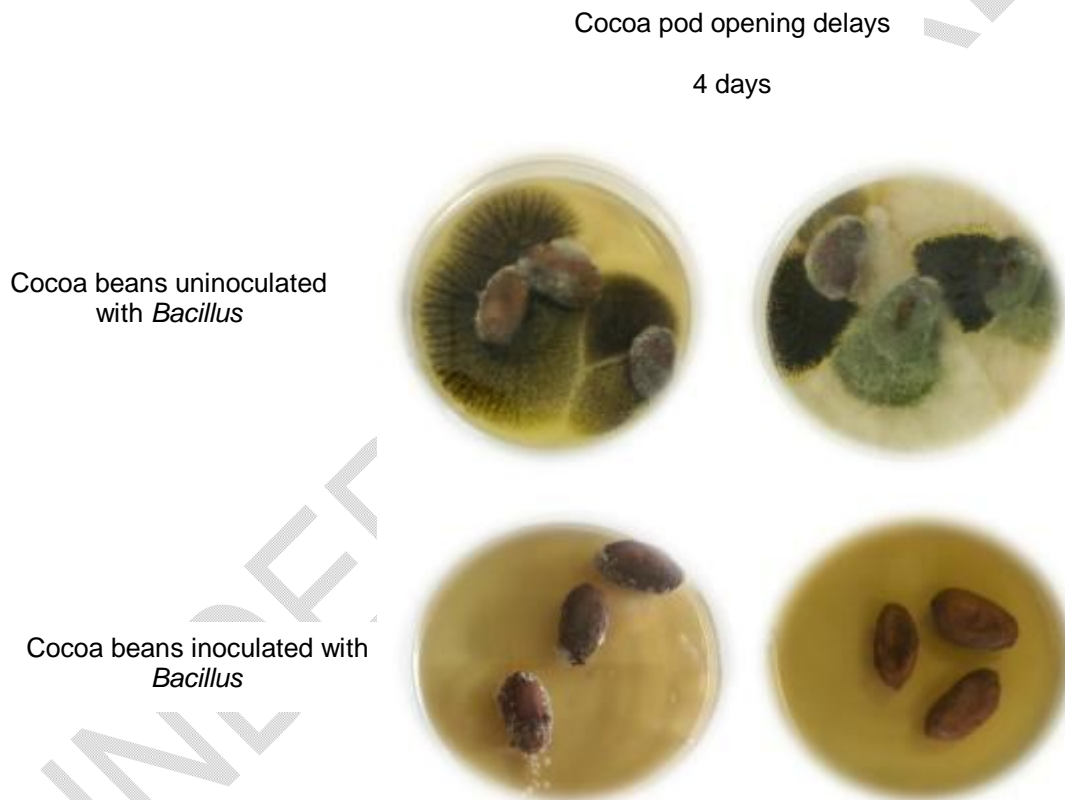 Cocoa pod opening delays
4 days
Cocoa beans uninoculated
with Bacillus
Cocoa beans inoculated with
Bacillus